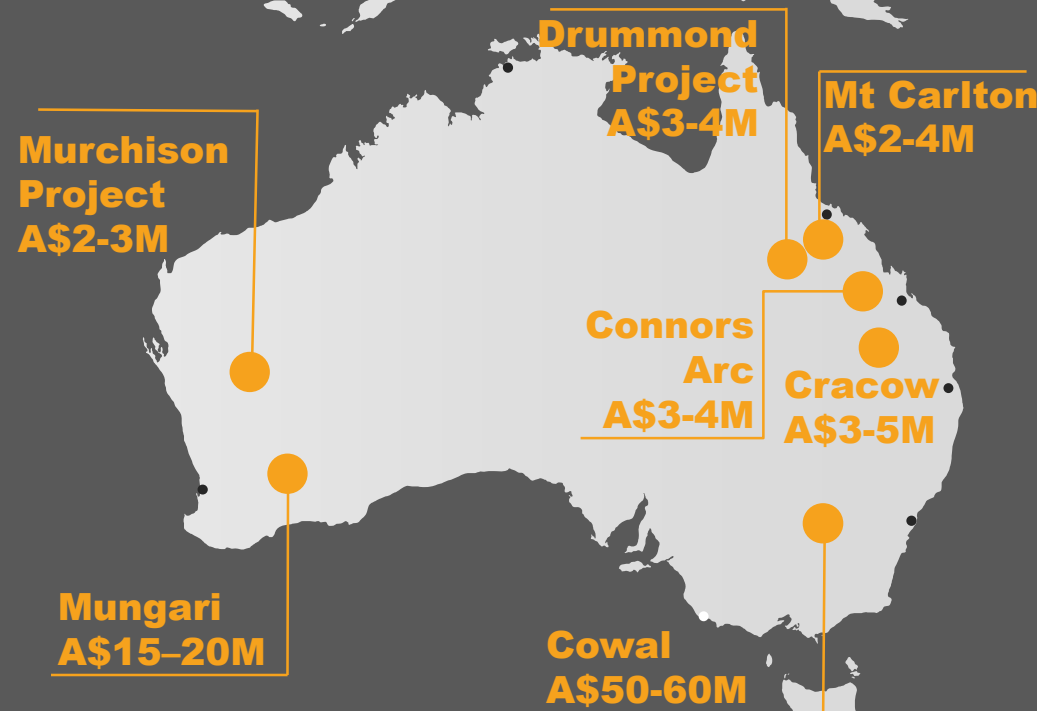 Drummond
Project
A$3-4M
Mt Carlton
A$2-4M
Murchison
Project
A$2-3M
Connors
Arc
A$3-4M
Cracow
A$3-5M
Mungari
A$15–20M
Cowal
A$50-60M